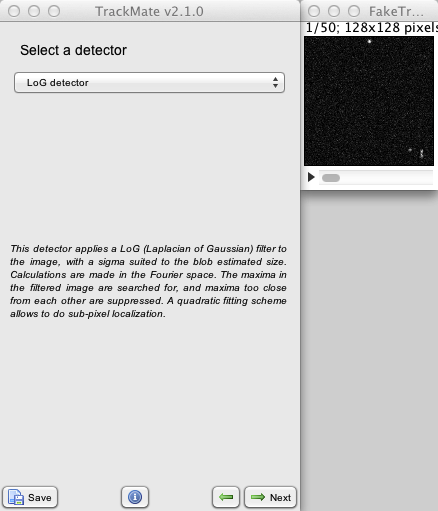 TrackMate v2.1.0
FakeTr...
1/50; 128x128 pixels
Select a detector
LoG detector
This detector applies a LoG (Laplacian of Gaussian) filter to
the image, with a sigma suited to the blob estimated size.
Calculations are made in the Fourier space. The maxima in
the filtered image are searched for, and maxima too close
from each other are suppressed. A quadratic fitting scheme
allows to do sub-pixel localization.
Save
Next